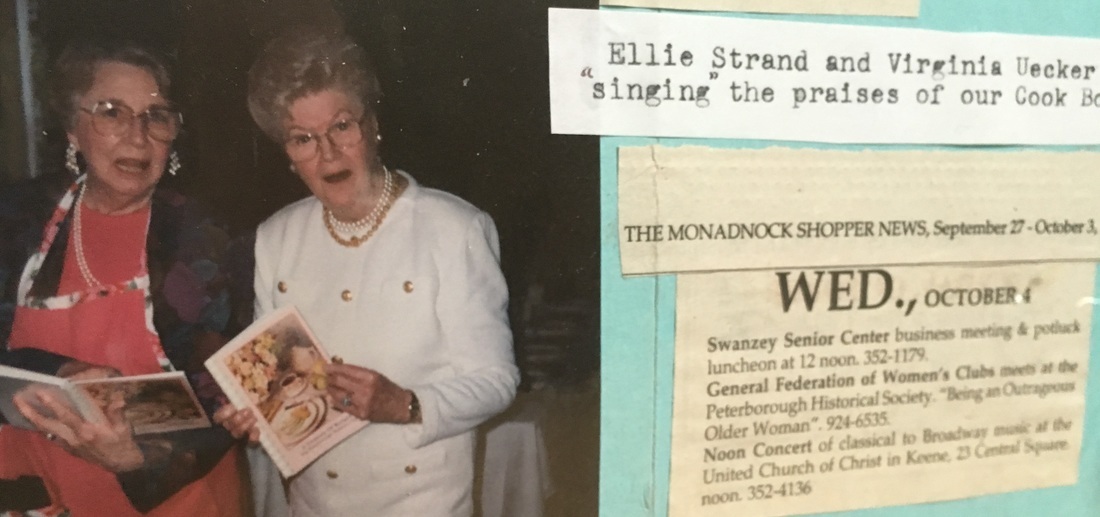 Ellie Strand and Virginia Uecker
"singing" the praises of our Cook
THE MONADNOCK SHOPPER NEWS, September 27 - October 3,
WED., OCTOBER 4
Swanzey Senior Center business meeting & potluck
luncheon at 12 noon. 352-1179.
General Federation of Women's Clubs meets at the
Peterborough Historical Society. "Being an Outrageous
Older Woman". 924-6535.
Noon Concert of classical to Broadway music at the
United Church of Christ in Keene, 23 Central Square.
noon. 352-4136